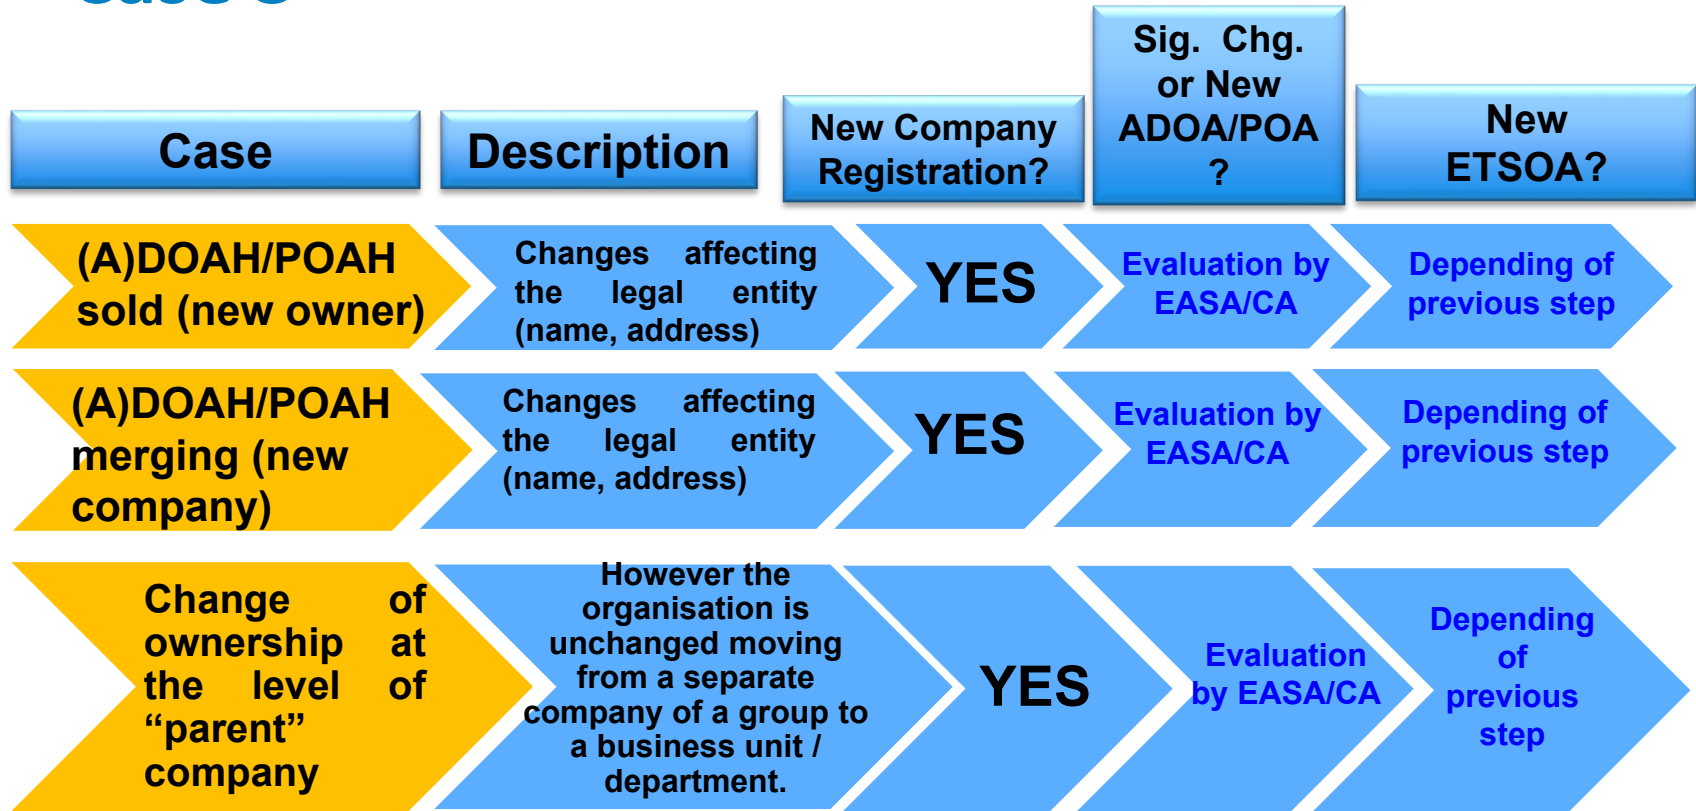 Sig. Chg.
or New
ADOA/POA
?
Case
Description
New Company
Registration?
New
ETSOA?
(A)DOAH/POAH
sold (new owner)
Changes affecting
the legal entity
(name, address)
YES
Evaluation by
EASA/CA
Depending of
previous step
(A)DOAH/POAH
merging (new
company)
Changes affecting
the legal entity
(name, address)
YES
Evaluation by
EASA/CA
Depending of
previous step
Change of
ownership at
the level of
“parent”
company
However the
organisation is
unchanged moving
from a separate
company of a group to
a business unit /
department.
YES
Evaluation
by EASA/CA
Depending
of
previous
step